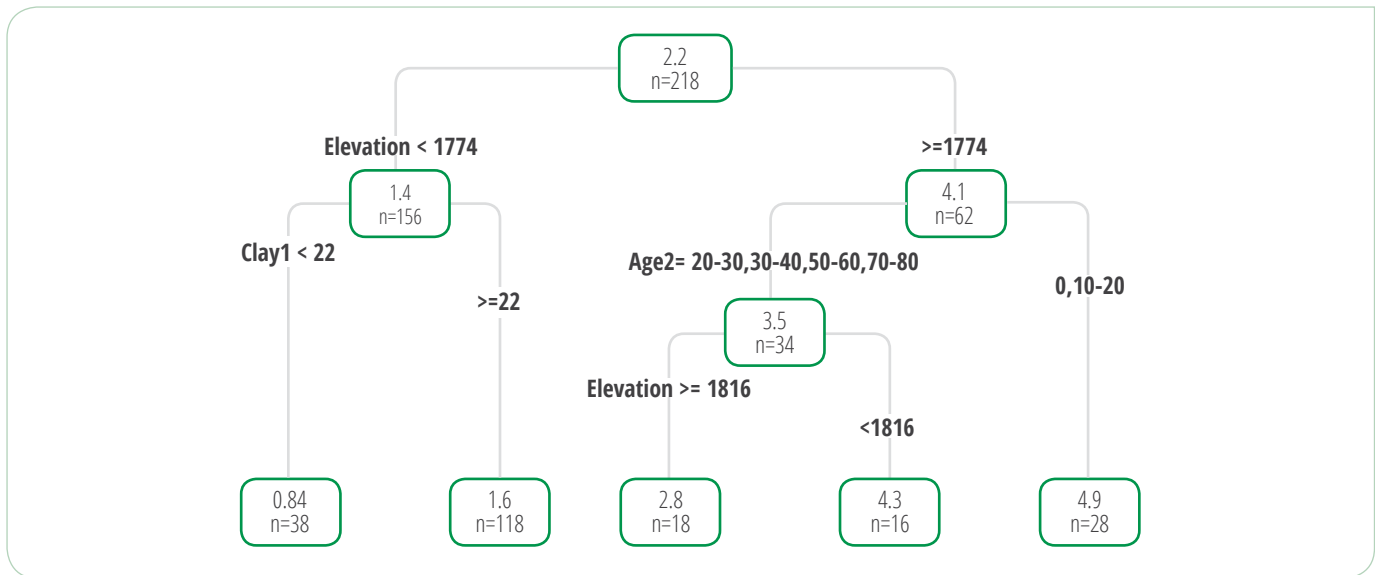 2.2
n=218
Elevation < 1774
>=1774
1.4
n=156
4.1
n=62
Clay1 < 22
>=22
Age2= 20-30,30-40,50-60,70-80
0,10-20
3.5
n=34
Elevation >= 1816
<1816
0.84
n=38
1.6
n=118
2.8
n=18
4.3
n=16
4.9
n=28